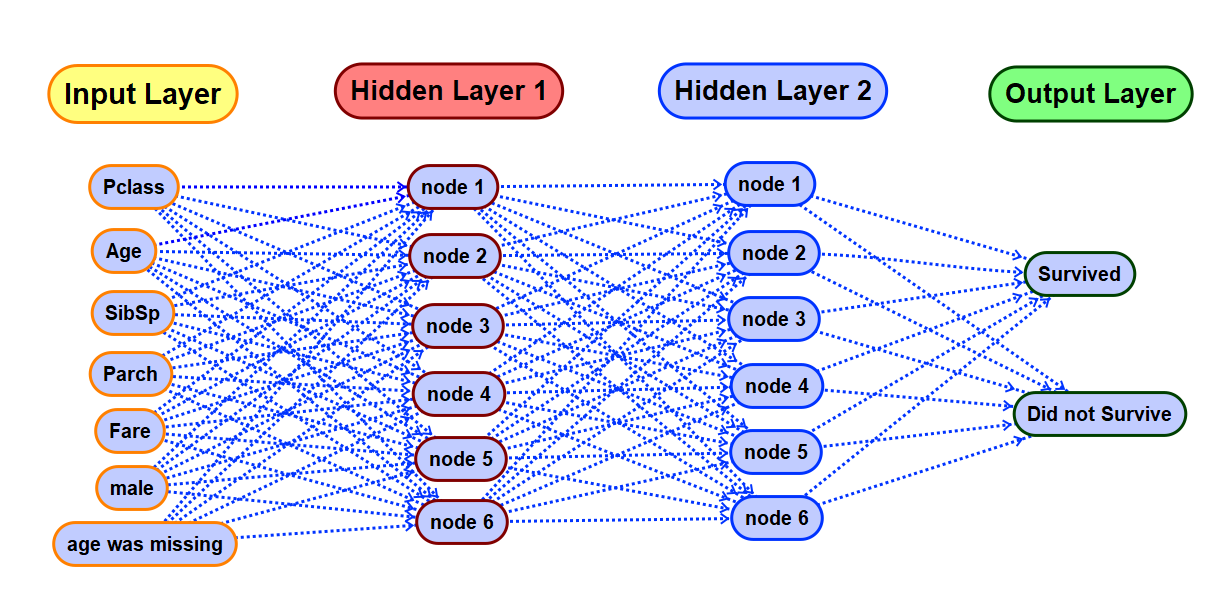 Input Layer
Hidden Layer 1
Hidden Layer 2
Output Layer
Pclass
Age
SibSp
Parch
Fare
male
age was missing
node 1
node 2
node 3
node 4
node 5
node 6
node 1
node 2
node 3
node 4
node 5
node 6
Survived
Did not Survive